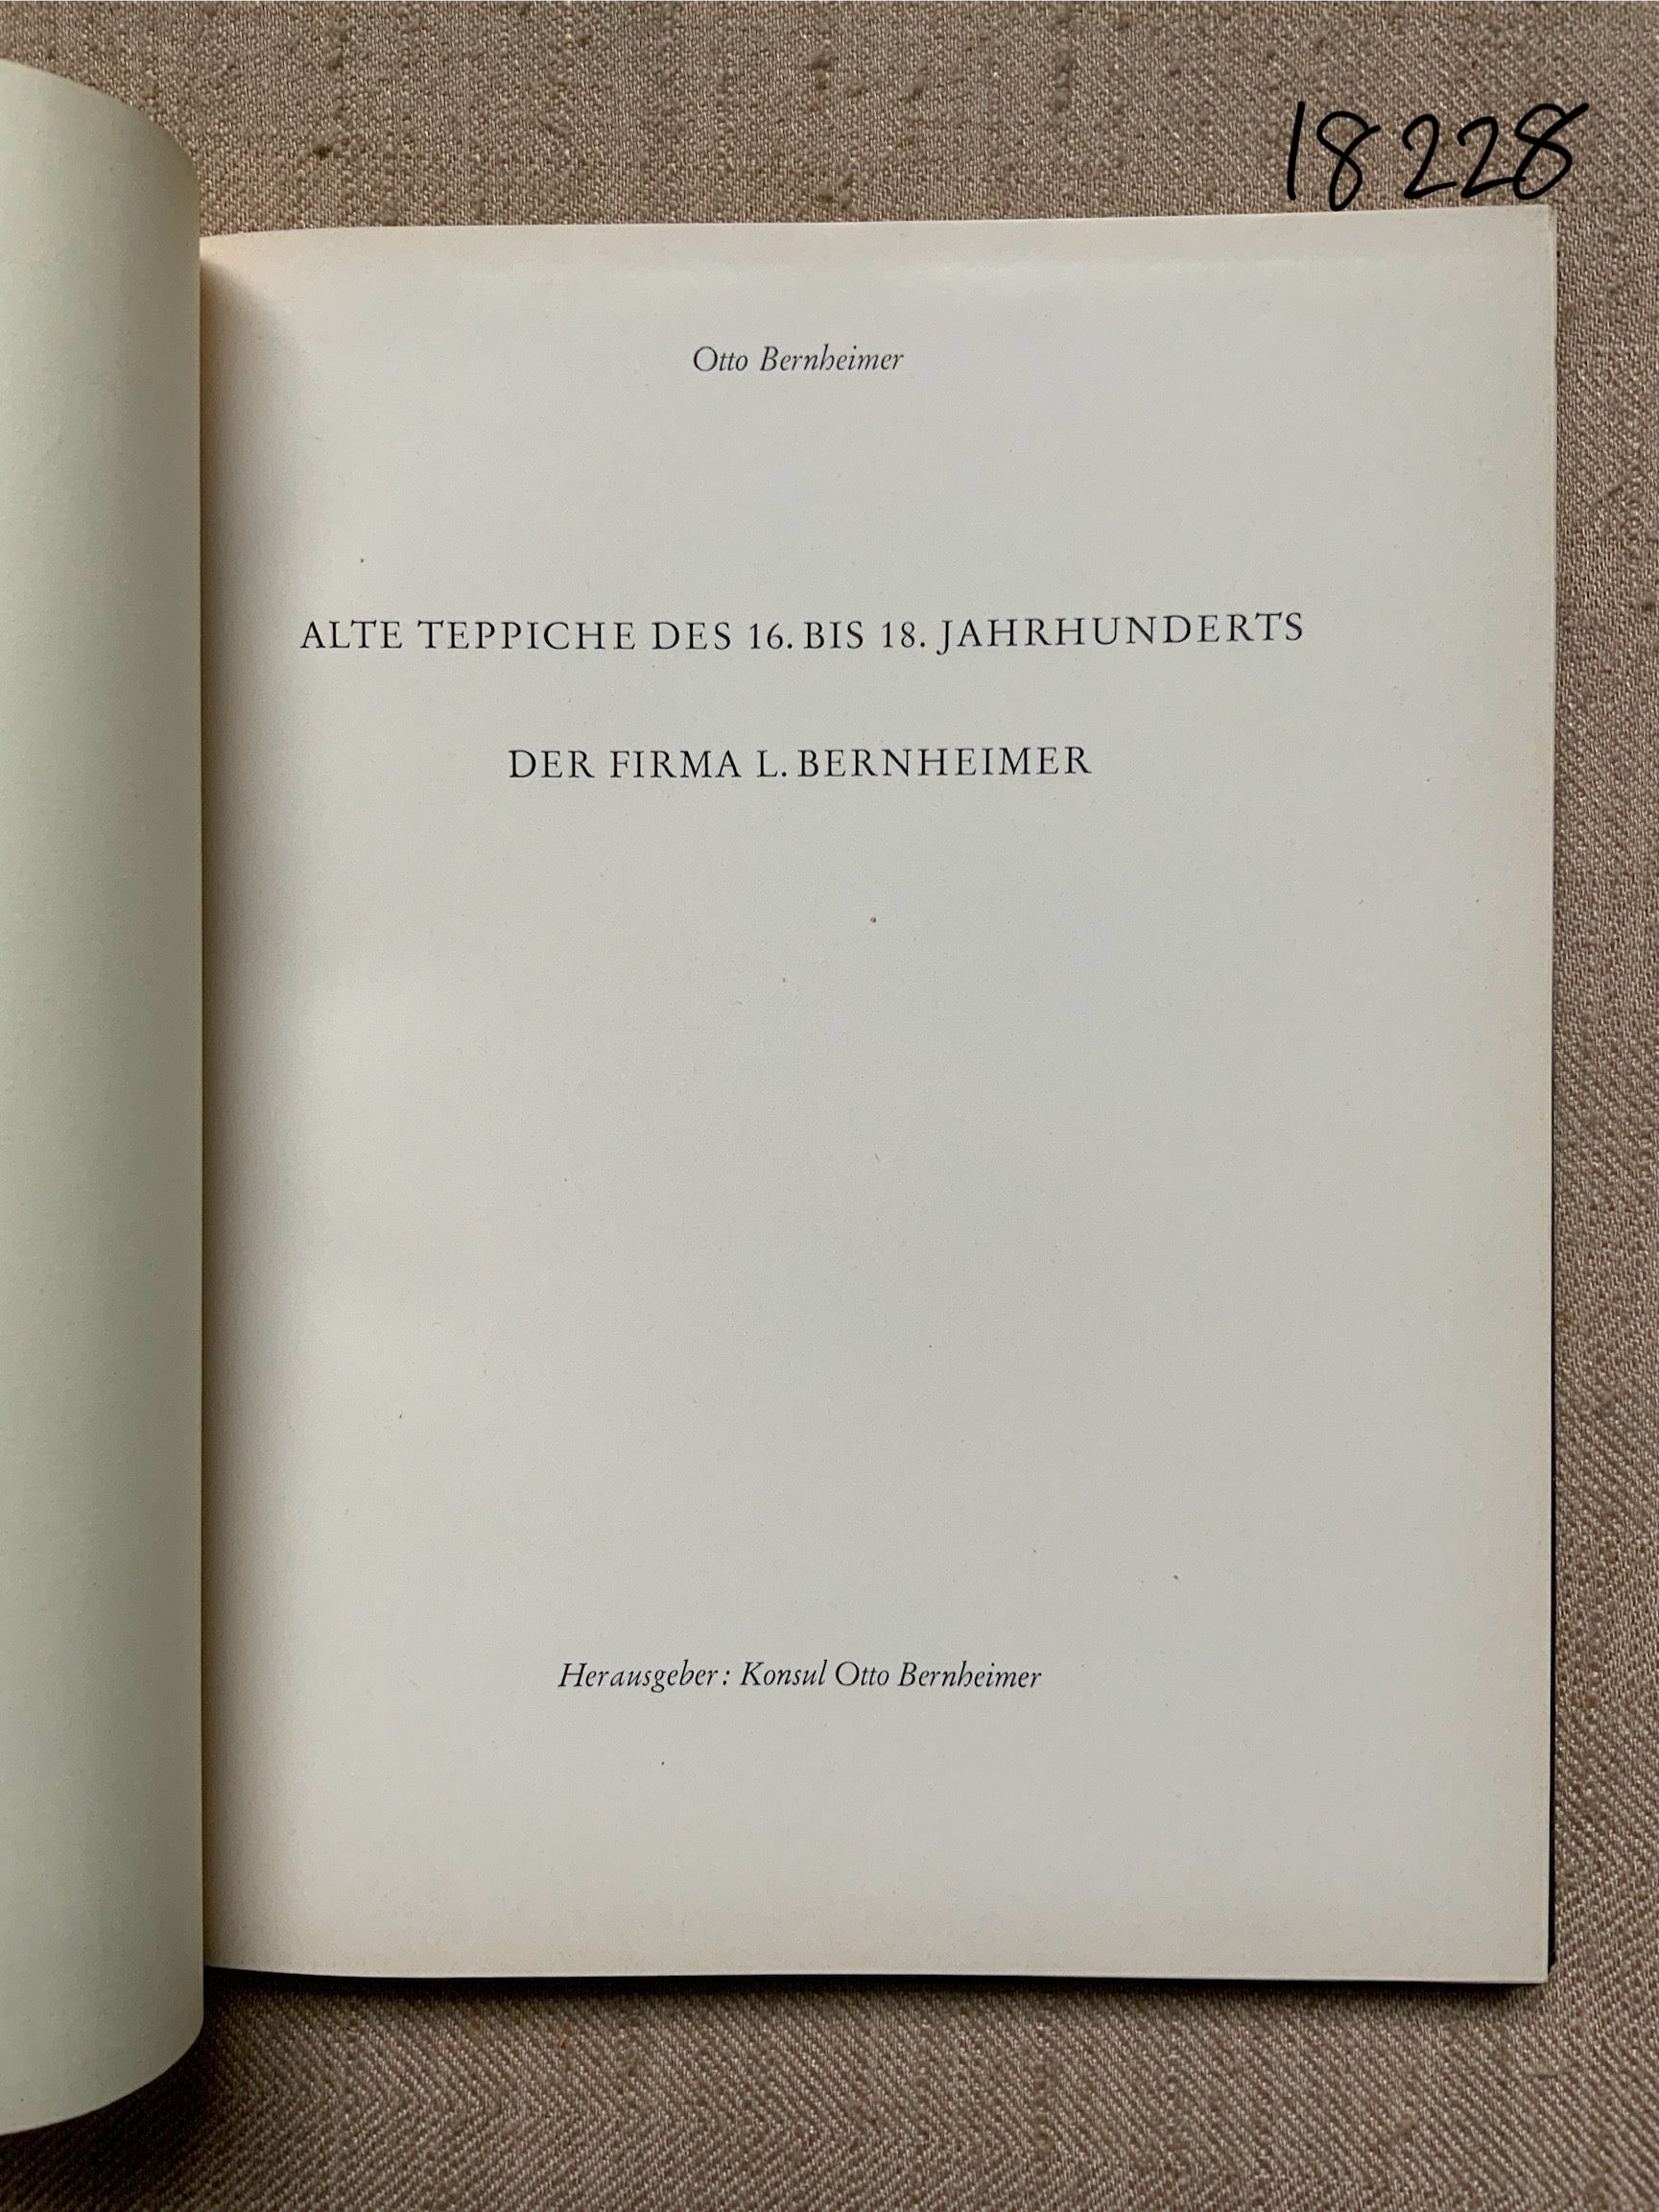 18228
Otto Bernheimer
ALTE TEPPICHE DES 16. BIS 18. JAHRHUNDERTS
DER FIRMA L. BERNHEIMER
Herausgeber: Konsul Otto Bernheimer